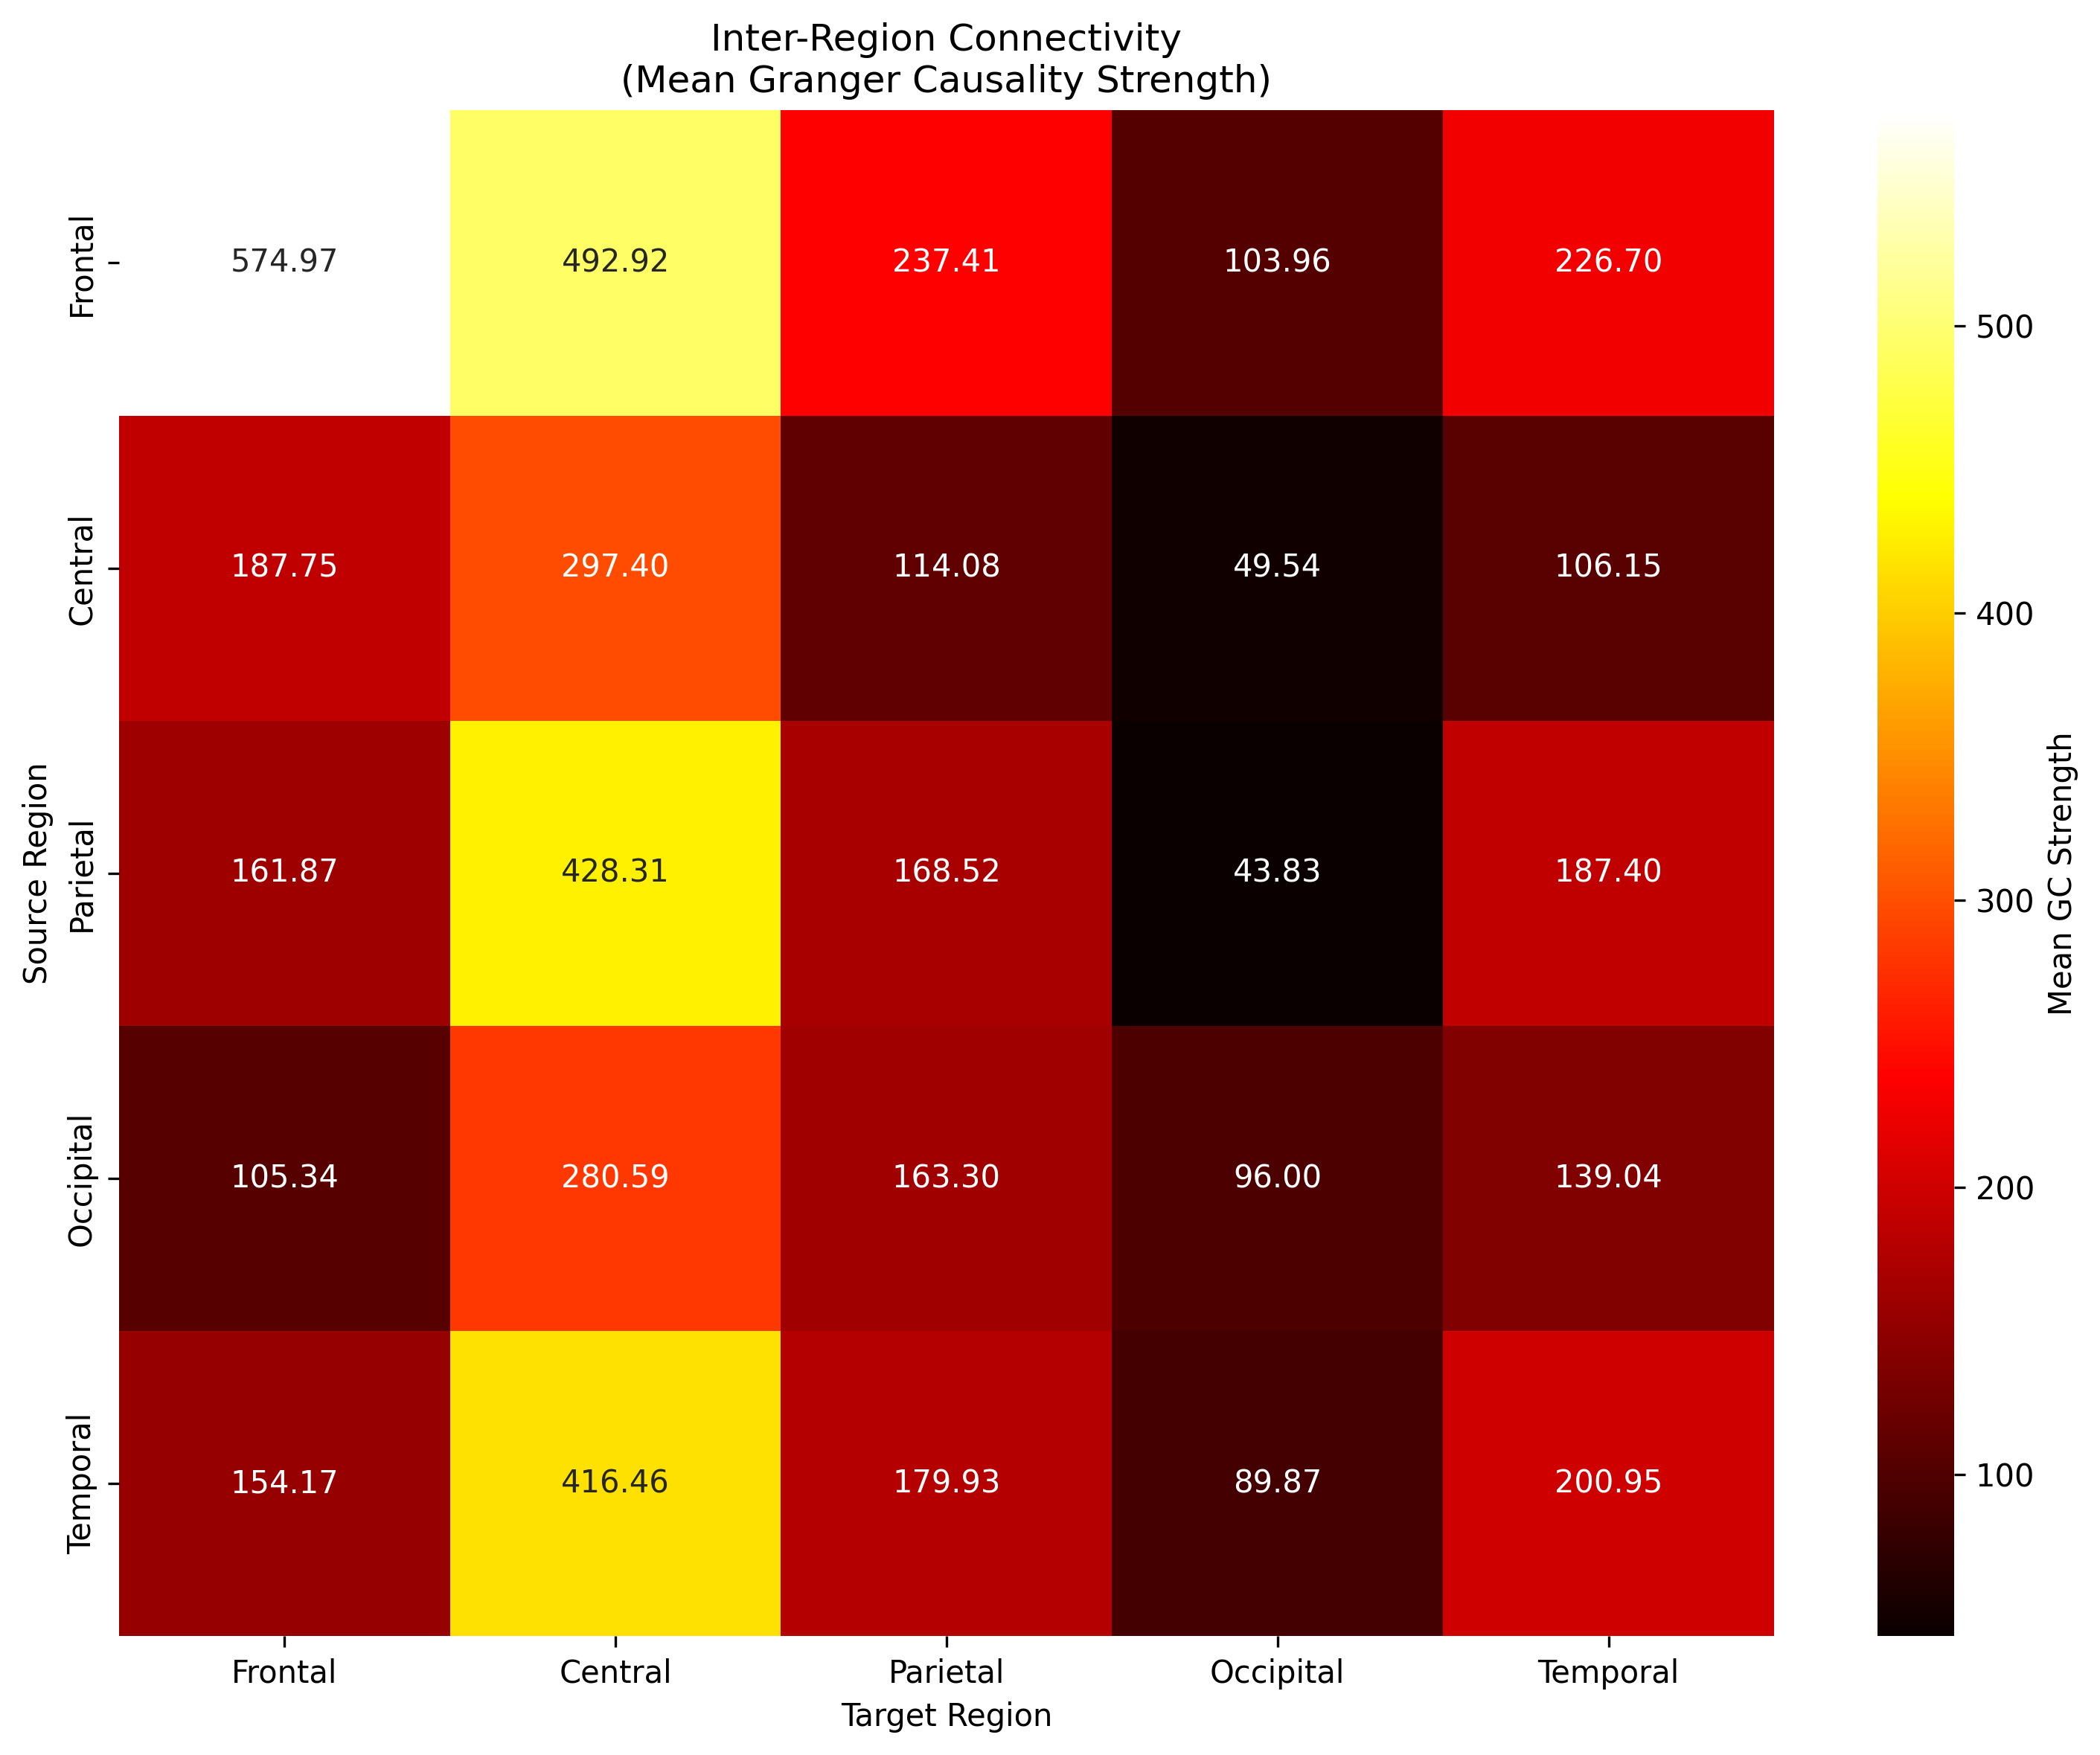 Inter-Region Connectivity
(Mean Granger Causality Strength)
Source Region
Frontal
574.97 492.92 237.41 103.96 226.70
Central
187.75 297.40 114.08 49.54 106.15
Parietal
161.87 428.31 168.52 43.83 187.40
Occipital
105.34 280.59 163.30 96.00 139.04
Temporal
154.17 416.46 179.93 89.87 200.95
Frontal Central Parietal Occipital Temporal
Target Region
500
400
300
200
100
Mean GC Strength